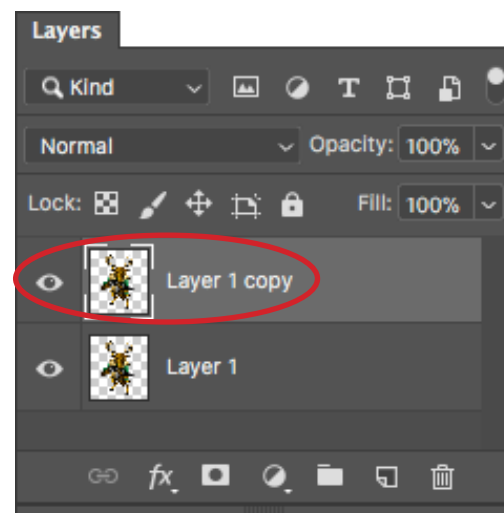 Layers
Kind T
Normal Opacity: 100%
Lock: Fill: 100%
Layer 1 copy
Layer 1
fx